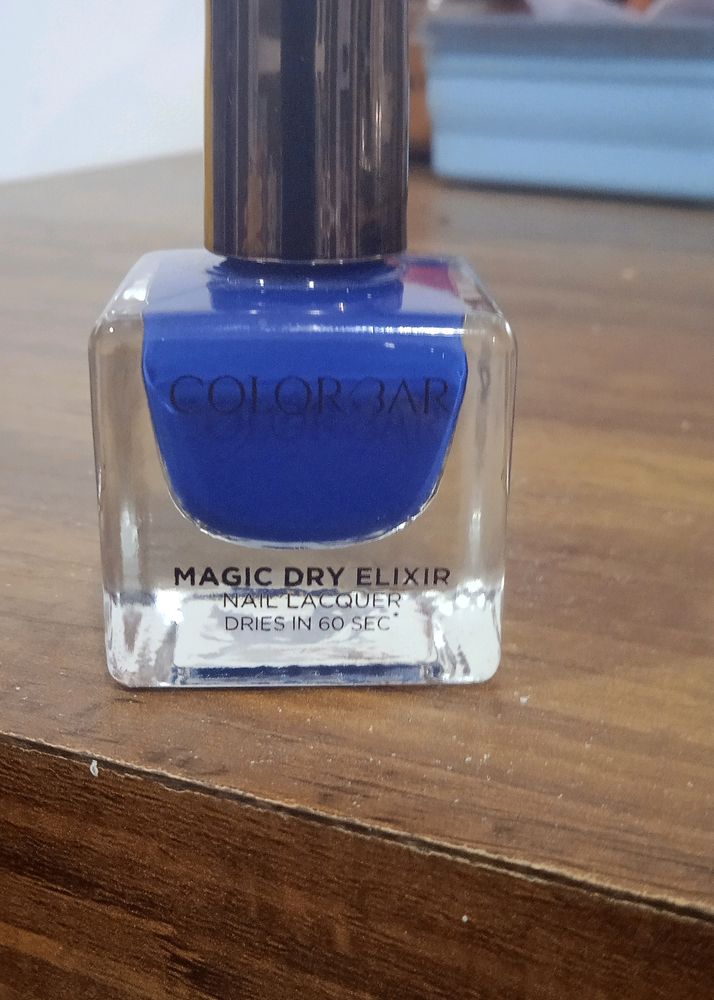 COLORBAR
MAGIC DRY ELIXIR
NAIL LACQUER
DRIES IN 60 SEC*